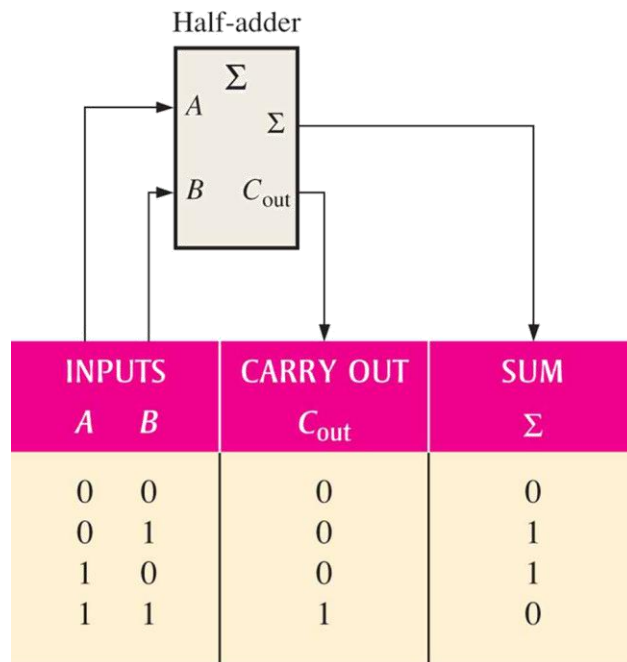 Half-adder
Σ
A
Σ
B Cout
INPUTS CARRY OUT SUM
A B Cout Σ
0 0 0 0
0 1 0 1
1 0 0 1
1 1 1 0